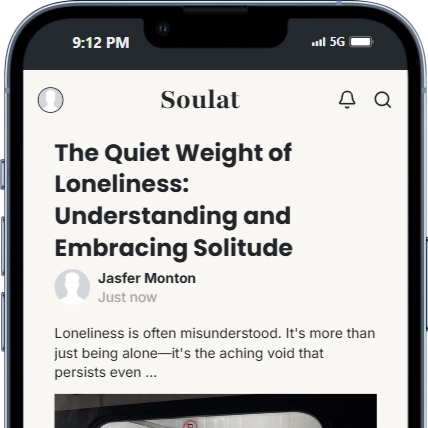 9:12 PM
5G
Soulat
The Quiet Weight of
Loneliness:
Understanding and
Embracing Solitude
Jasfer Monton
Just now
Loneliness is often misunderstood. It's more than
just being alone—it's the aching void that
persists even ...